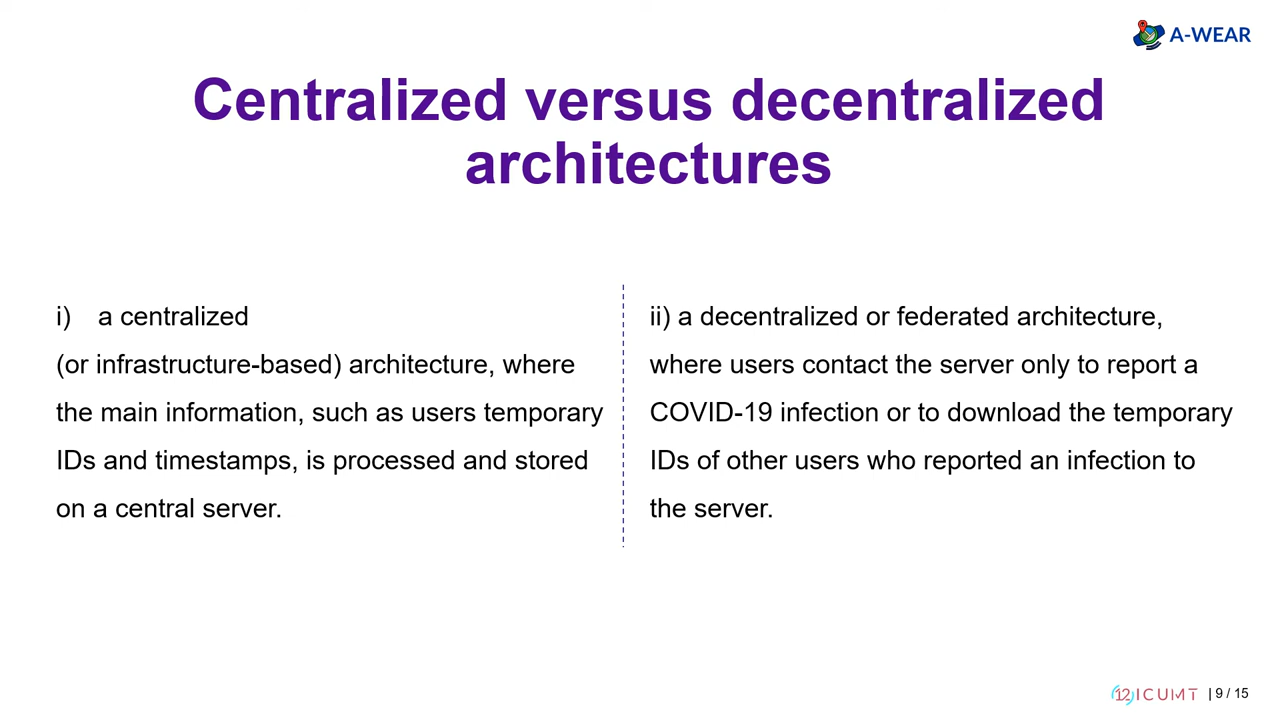 A-WEAR
Centralized versus decentralized
architectures
i) a centralized
(or infrastructure-based) architecture, where
the main information, such as users temporary
IDs and timestamps, is processed and stored
on a central server.
ii) a decentralized or federated architecture,
where users contact the server only to report a
COVID-19 infection or to download the temporary
IDs of other users who reported an infection to
the server.
12 ICUMT | 9 / 15